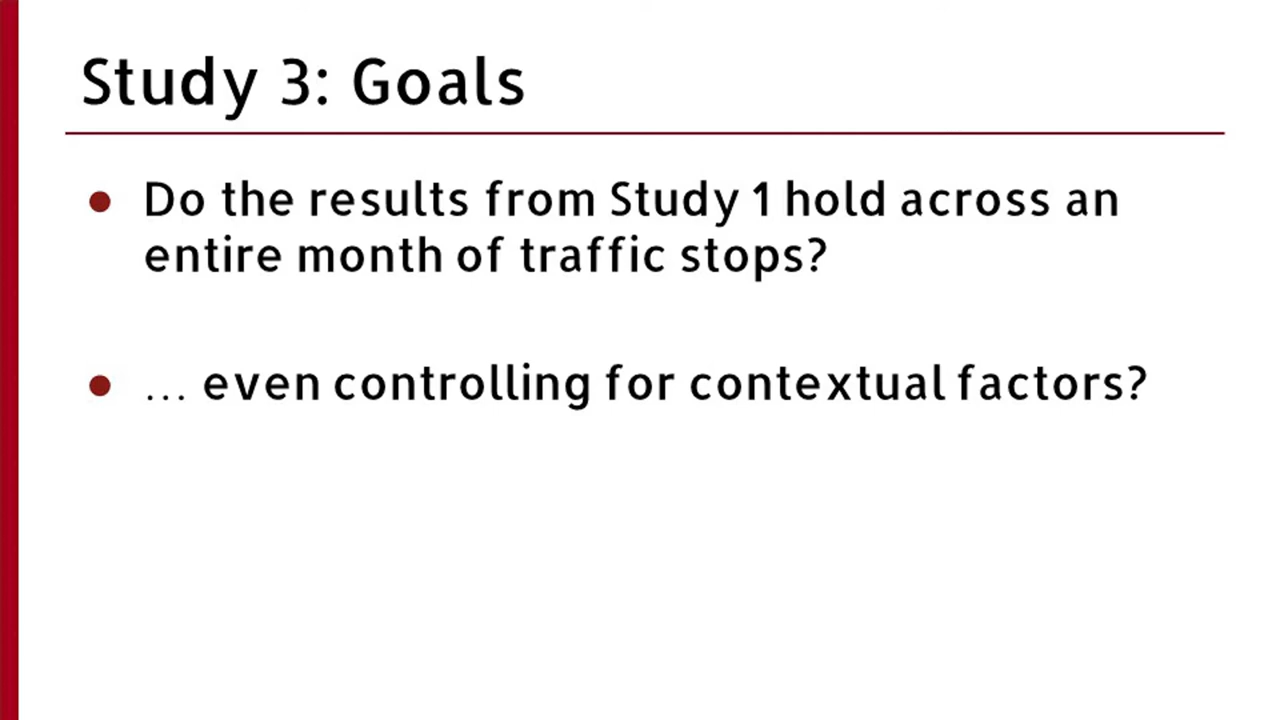 Study 3: Goals
● Do the results from Study 1 hold across an
entire month of traffic stops?
● ... even controlling for contextual factors?